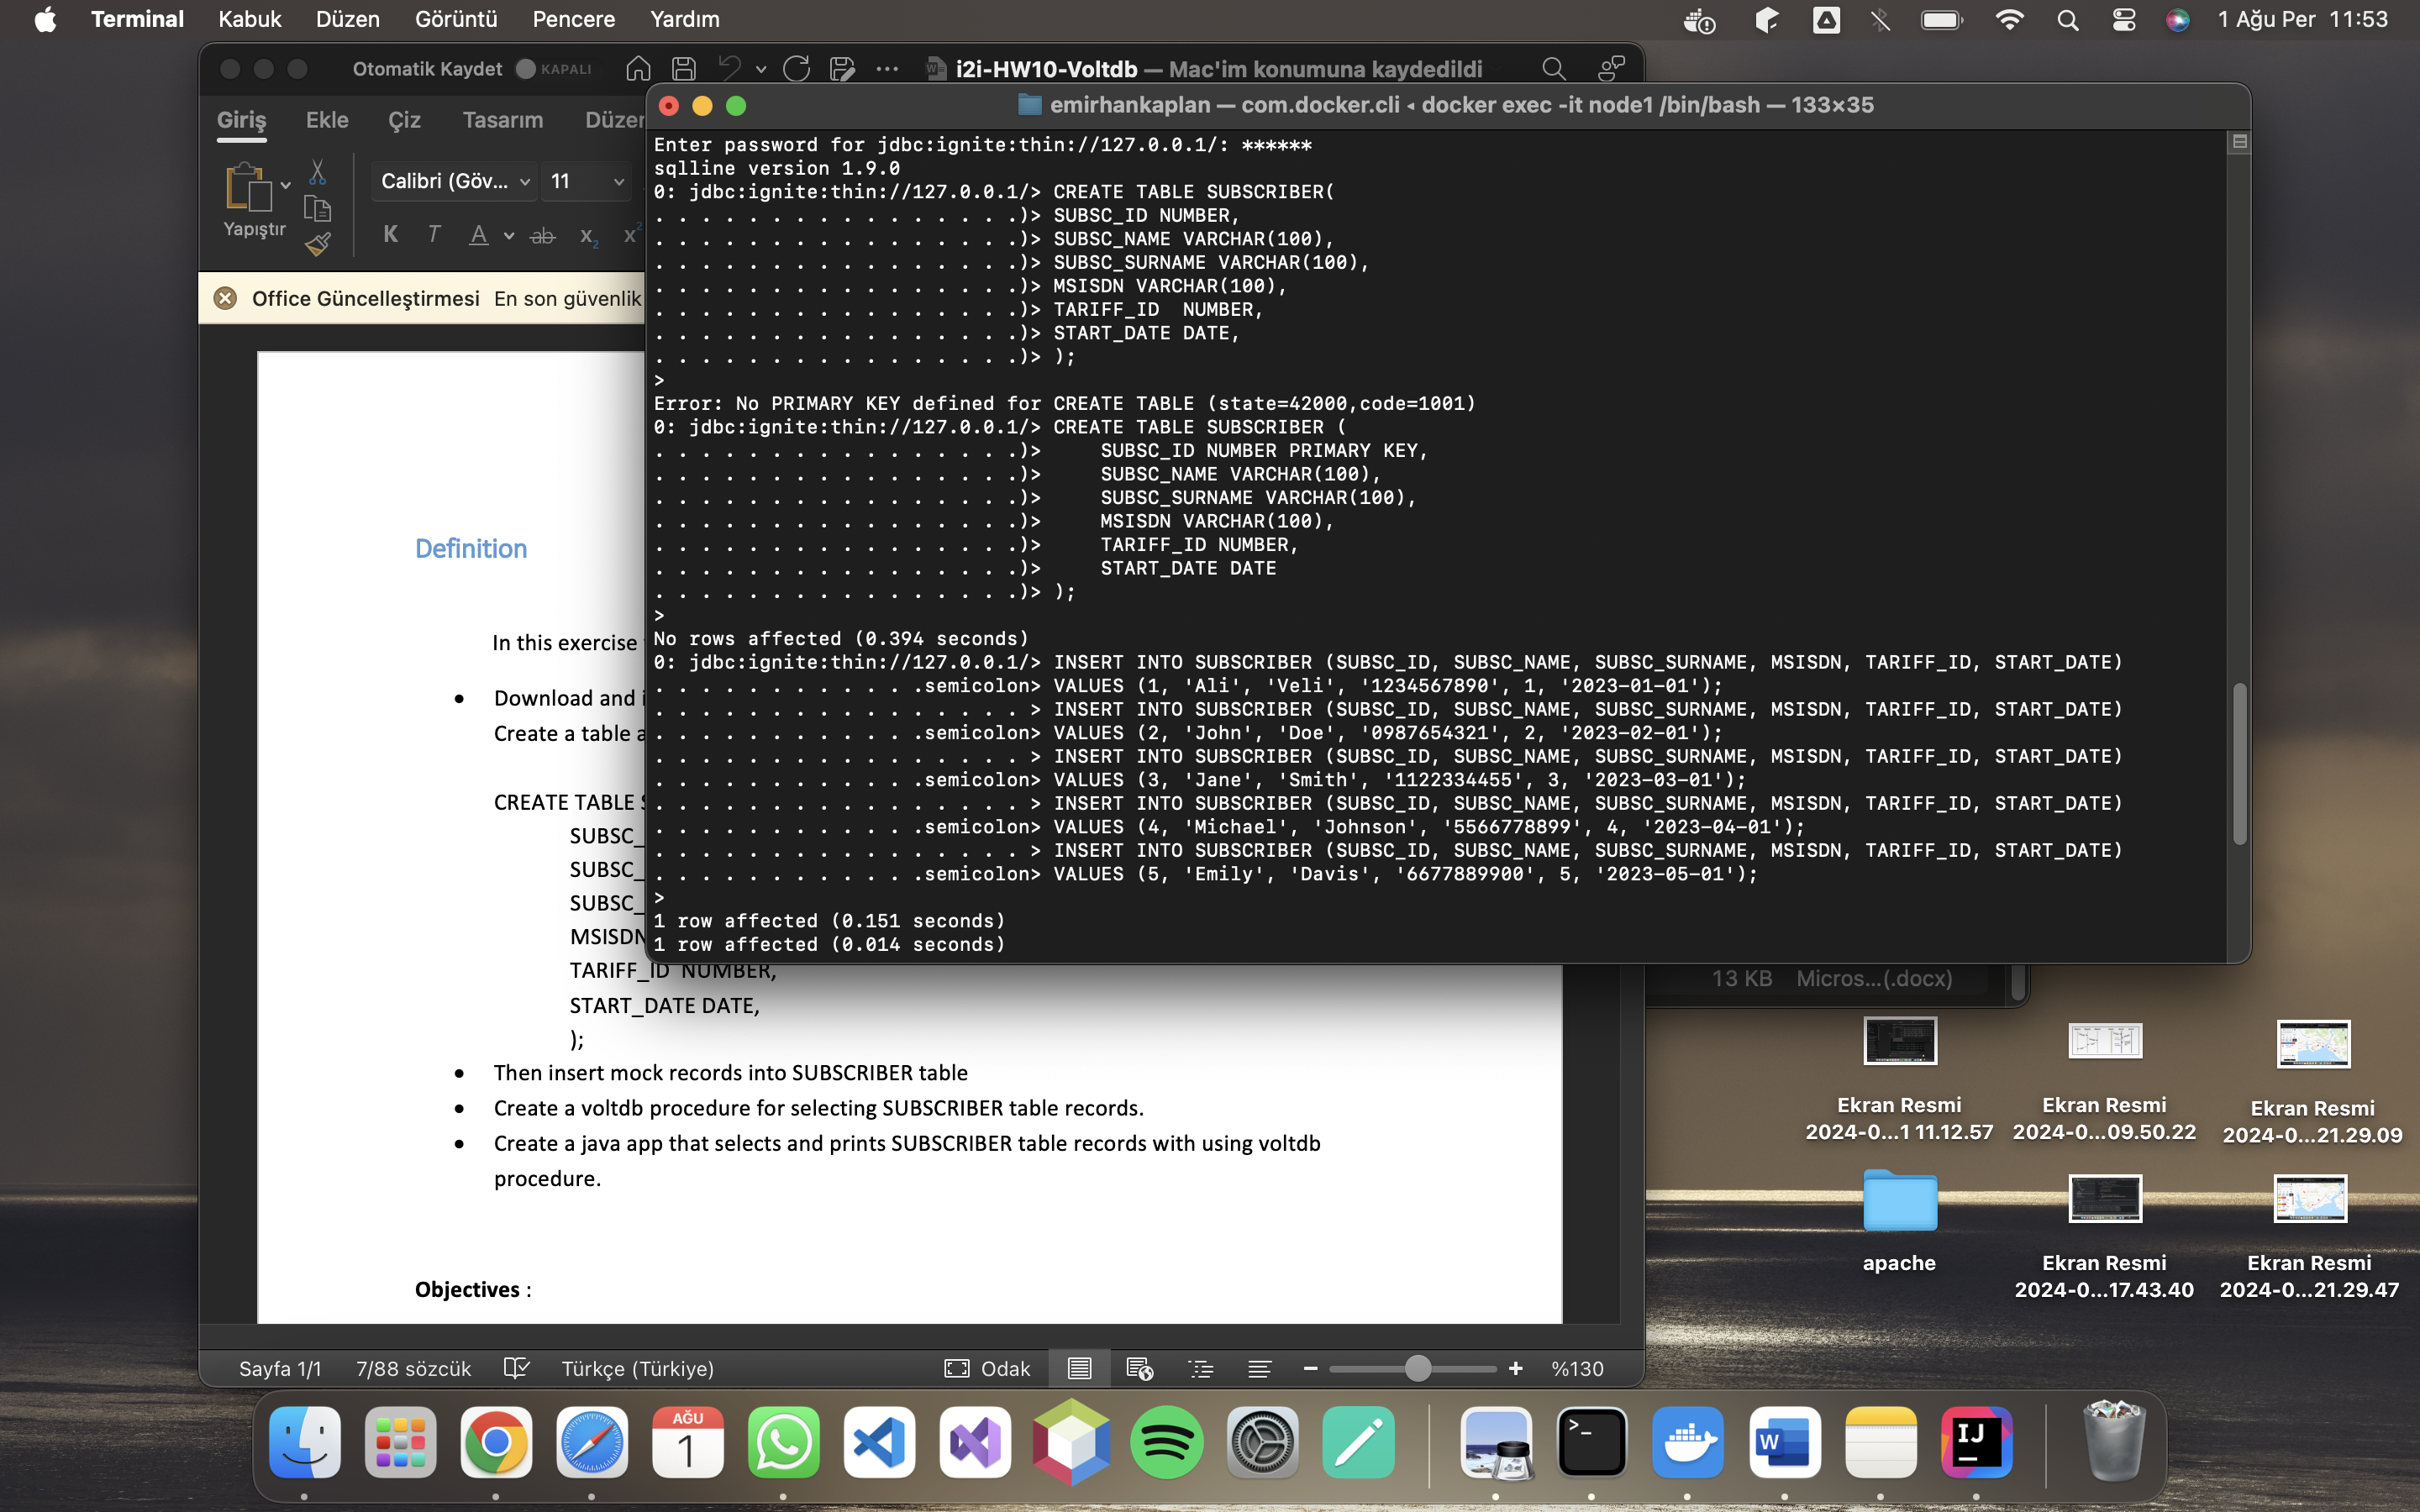 Terminal Kabuk Düzen Görüntü Pencere Yardım 1 Ağu Per 11:53
Otomatik Kaydet KAPALI i2i-HW10-Voltdb — Mac'im konumuna kaydedildi
Giriş Ekle Çiz Tasarım Düzen
Calibri (Göv... 11
Yapıştır
K T A ab x₂ x²
Office Güncelleştirmesi En son güvenlik
Definition
In this exercise
• Download and i
Create a table a
CREATE TABLE S
SUBSC_
SUBSC_
SUBSC_
MSISDN
TARIFF_ID NUMBER,
START_DATE DATE,
);
• Then insert mock records into SUBSCRIBER table
• Create a voltdb procedure for selecting SUBSCRIBER table records.
• Create a java app that selects and prints SUBSCRIBER table records with using voltdb
procedure.
Objectives :
Sayfa 1/1 7/88 sözcük Türkçe (Türkiye) Odak %130
emirhankaplan — com.docker.cli ◂ docker exec -it node1 /bin/bash — 133×35
Enter password for jdbc:ignite:thin://127.0.0.1/: ******
sqlline version 1.9.0
0: jdbc:ignite:thin://127.0.0.1/> CREATE TABLE SUBSCRIBER(
. . . . . . . . . . . . . . . .)> SUBSC_ID NUMBER,
. . . . . . . . . . . . . . . .)> SUBSC_NAME VARCHAR(100),
. . . . . . . . . . . . . . . .)> SUBSC_SURNAME VARCHAR(100),
. . . . . . . . . . . . . . . .)> MSISDN VARCHAR(100),
. . . . . . . . . . . . . . . .)> TARIFF_ID  NUMBER,
. . . . . . . . . . . . . . . .)> START_DATE DATE,
. . . . . . . . . . . . . . . .)> );
>
Error: No PRIMARY KEY defined for CREATE TABLE (state=42000,code=1001)
0: jdbc:ignite:thin://127.0.0.1/> CREATE TABLE SUBSCRIBER (
. . . . . . . . . . . . . . . .)>     SUBSC_ID NUMBER PRIMARY KEY,
. . . . . . . . . . . . . . . .)>     SUBSC_NAME VARCHAR(100),
. . . . . . . . . . . . . . . .)>     SUBSC_SURNAME VARCHAR(100),
. . . . . . . . . . . . . . . .)>     MSISDN VARCHAR(100),
. . . . . . . . . . . . . . . .)>     TARIFF_ID NUMBER,
. . . . . . . . . . . . . . . .)>     START_DATE DATE
. . . . . . . . . . . . . . . .)> );
>
No rows affected (0.394 seconds)
0: jdbc:ignite:thin://127.0.0.1/> INSERT INTO SUBSCRIBER (SUBSC_ID, SUBSC_NAME, SUBSC_SURNAME, MSISDN, TARIFF_ID, START_DATE)
. . . . . . . . . . . .semicolon> VALUES (1, 'Ali', 'Veli', '1234567890', 1, '2023-01-01');
. . . . . . . . . . . . . . . . > INSERT INTO SUBSCRIBER (SUBSC_ID, SUBSC_NAME, SUBSC_SURNAME, MSISDN, TARIFF_ID, START_DATE)
. . . . . . . . . . . .semicolon> VALUES (2, 'John', 'Doe', '0987654321', 2, '2023-02-01');
. . . . . . . . . . . . . . . . > INSERT INTO SUBSCRIBER (SUBSC_ID, SUBSC_NAME, SUBSC_SURNAME, MSISDN, TARIFF_ID, START_DATE)
. . . . . . . . . . . .semicolon> VALUES (3, 'Jane', 'Smith', '1122334455', 3, '2023-03-01');
. . . . . . . . . . . . . . . . > INSERT INTO SUBSCRIBER (SUBSC_ID, SUBSC_NAME, SUBSC_SURNAME, MSISDN, TARIFF_ID, START_DATE)
. . . . . . . . . . . .semicolon> VALUES (4, 'Michael', 'Johnson', '5566778899', 4, '2023-04-01');
. . . . . . . . . . . . . . . . > INSERT INTO SUBSCRIBER (SUBSC_ID, SUBSC_NAME, SUBSC_SURNAME, MSISDN, TARIFF_ID, START_DATE)
. . . . . . . . . . . .semicolon> VALUES (5, 'Emily', 'Davis', '6677889900', 5, '2023-05-01');
>
1 row affected (0.151 seconds)
1 row affected (0.014 seconds)
13 KB Micros...(.docx)
Ekran Resmi
2024-0...1 11.12.57
Ekran Resmi
2024-0...09.50.22
Ekran Resmi
2024-0...21.29.09
apache
Ekran Resmi
2024-0...17.43.40
Ekran Resmi
2024-0...21.29.47
AĞU
1
>_
W
IJ